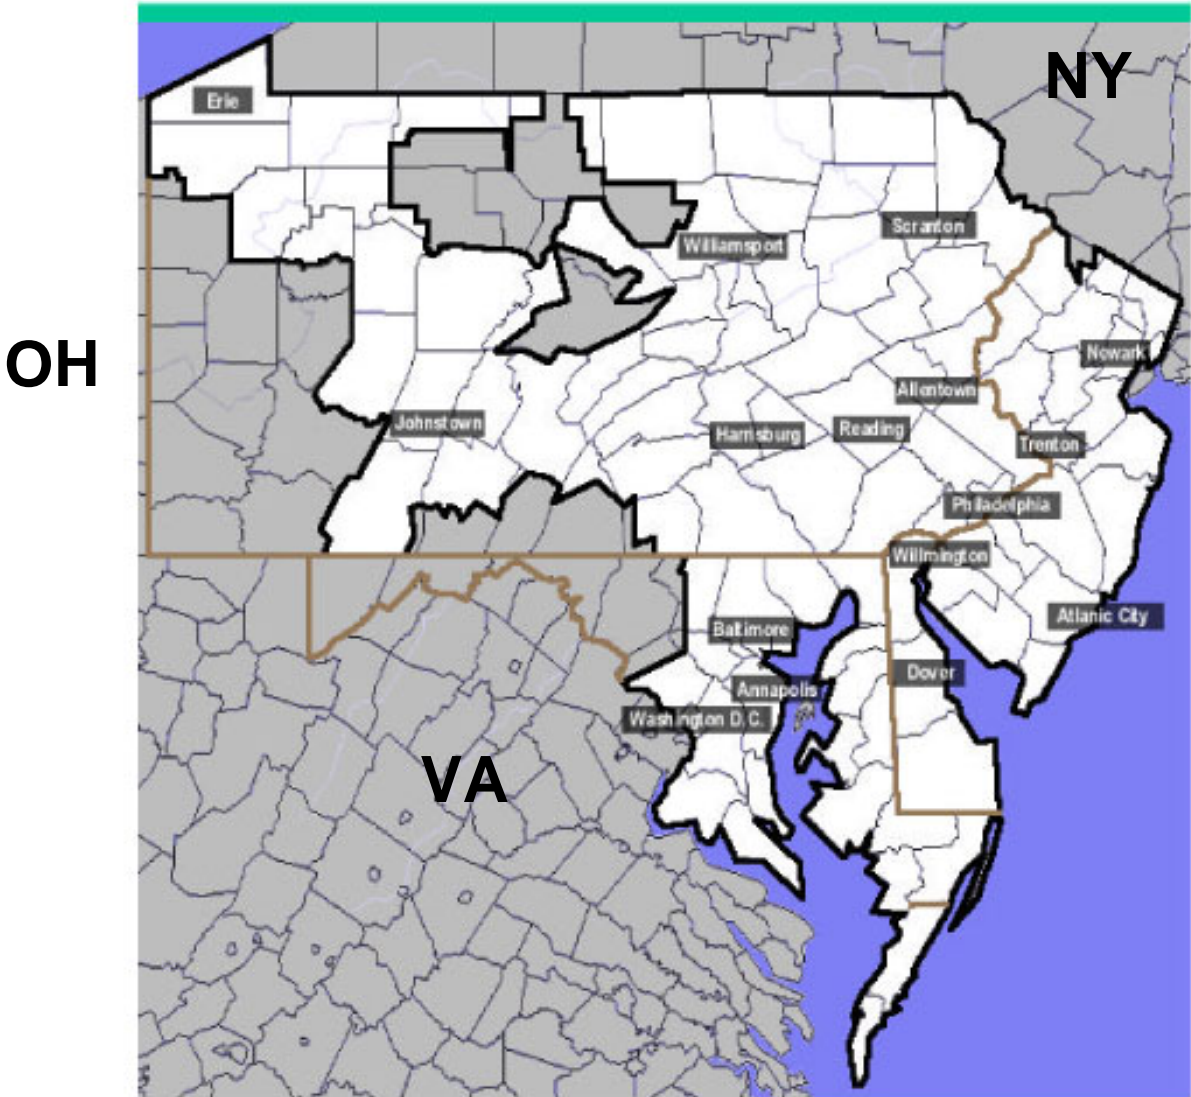 NY
Erie
Scranton
Williamsport
Newark
OH
Allentown
Johnstown
Harrisburg
Reading
Trenton
Philadelphia
Wilmington
Atlanic City
Baltimore
Dover
Annapolis
Washington D.C.
VA